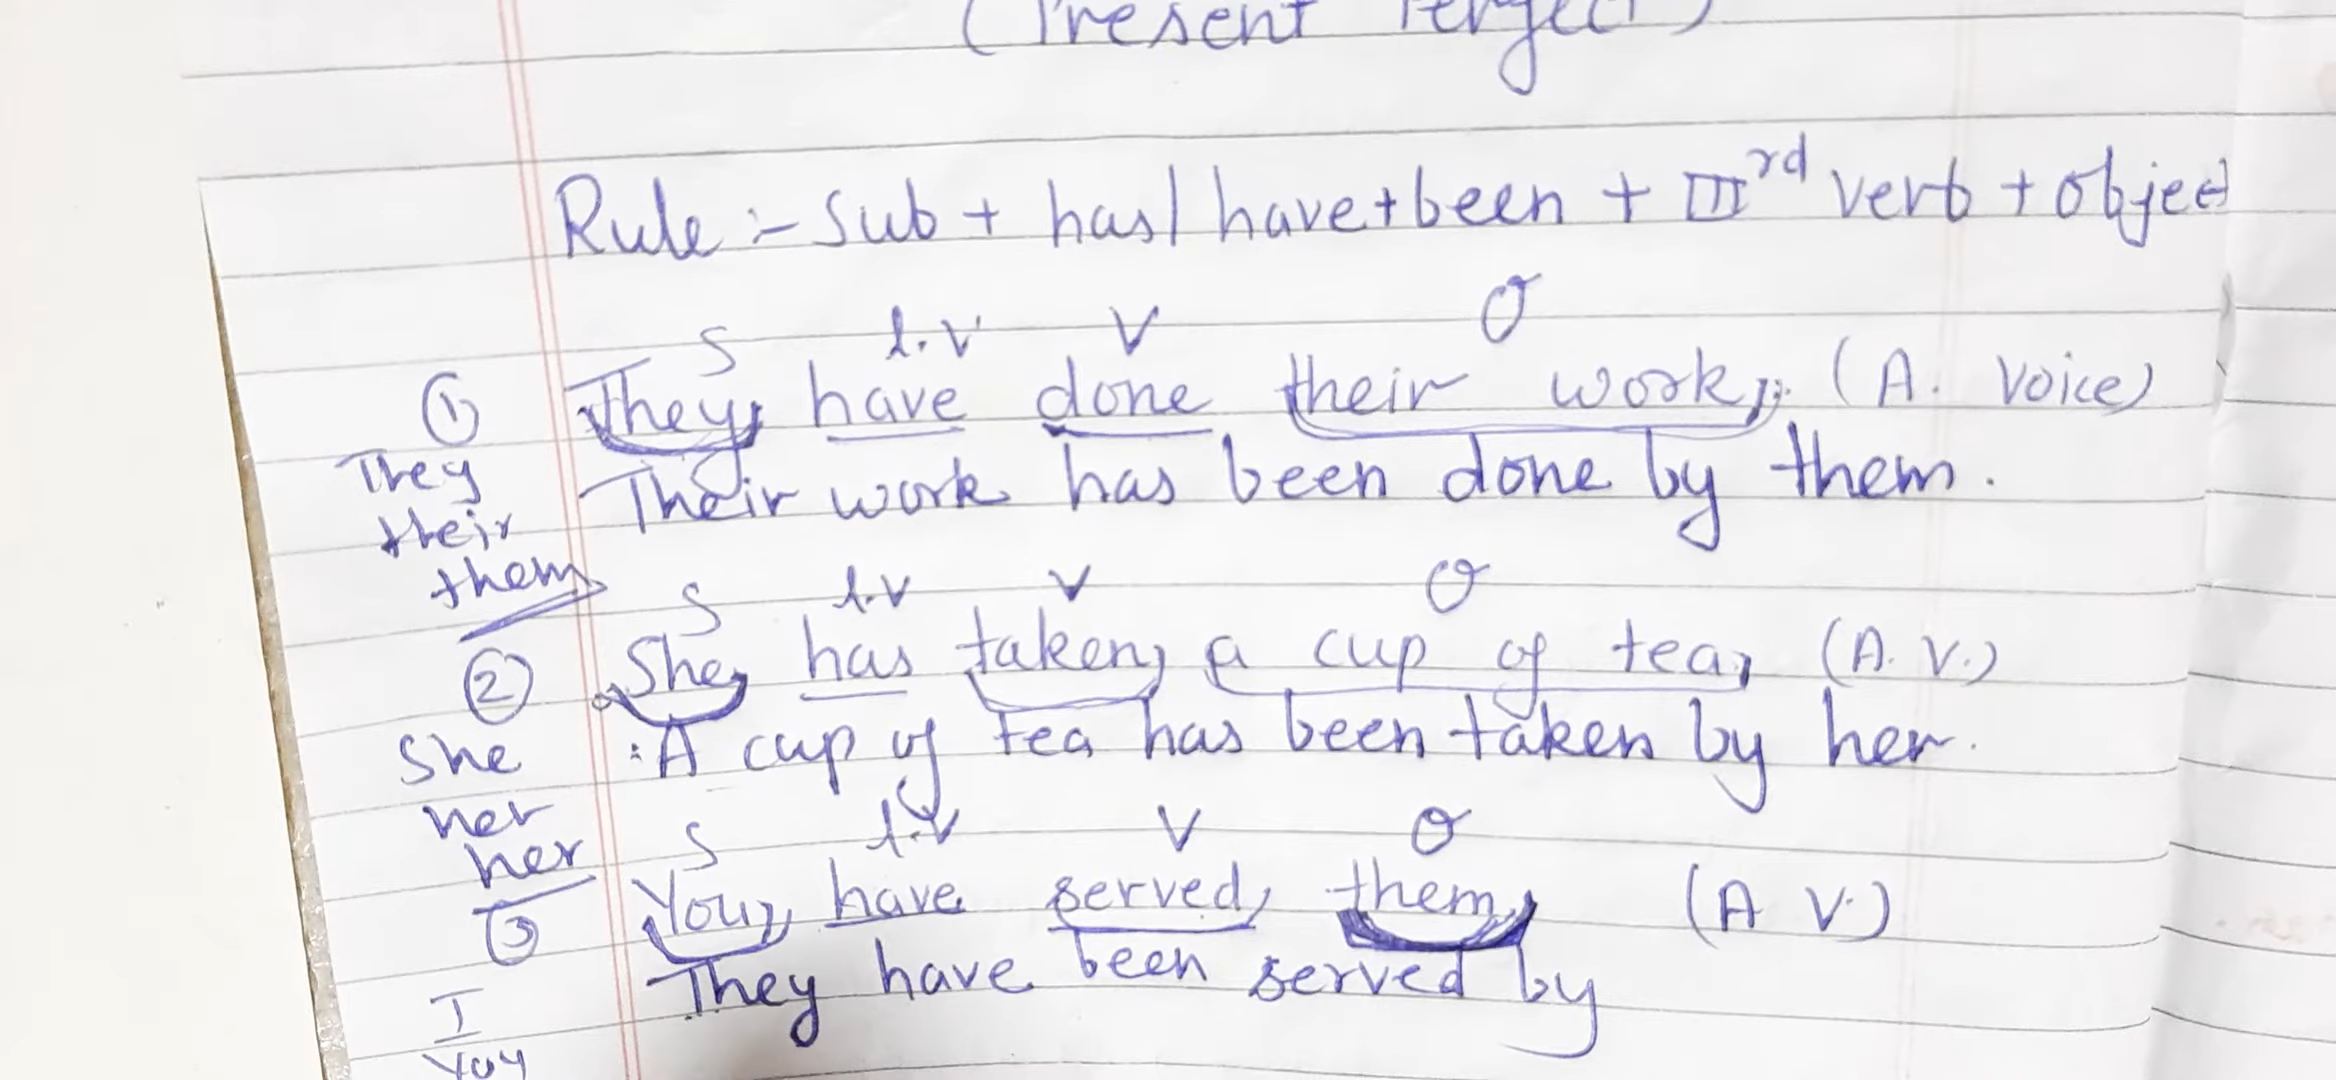 (Present Perfect)
Rule :- Sub + has/have+been + III rd verb + object
S h.v V O
① They have done their work. (A. Voice)
They Their work has been done by them.
their
them
S h.v V O
② She has taken a cup of tea, (A. V.)
She : A cup of tea has been taken by her.
her
her S h.v V O
③ You have served them (A V.)
They have been served by
I
You